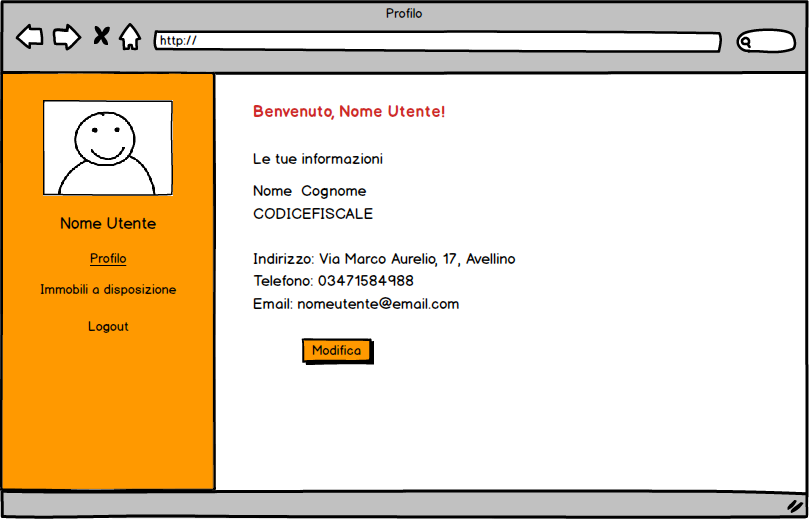 Profilo
http://
Nome Utente
Profilo
Immobili a disposizione
Logout
Benvenuto, Nome Utente!
Le tue informazioni
Nome Cognome
CODICEFISCALE
Indirizzo: Via Marco Aurelio, 17, Avellino
Telefono: 03471584988
Email: nomeutente@email.com
Modifica